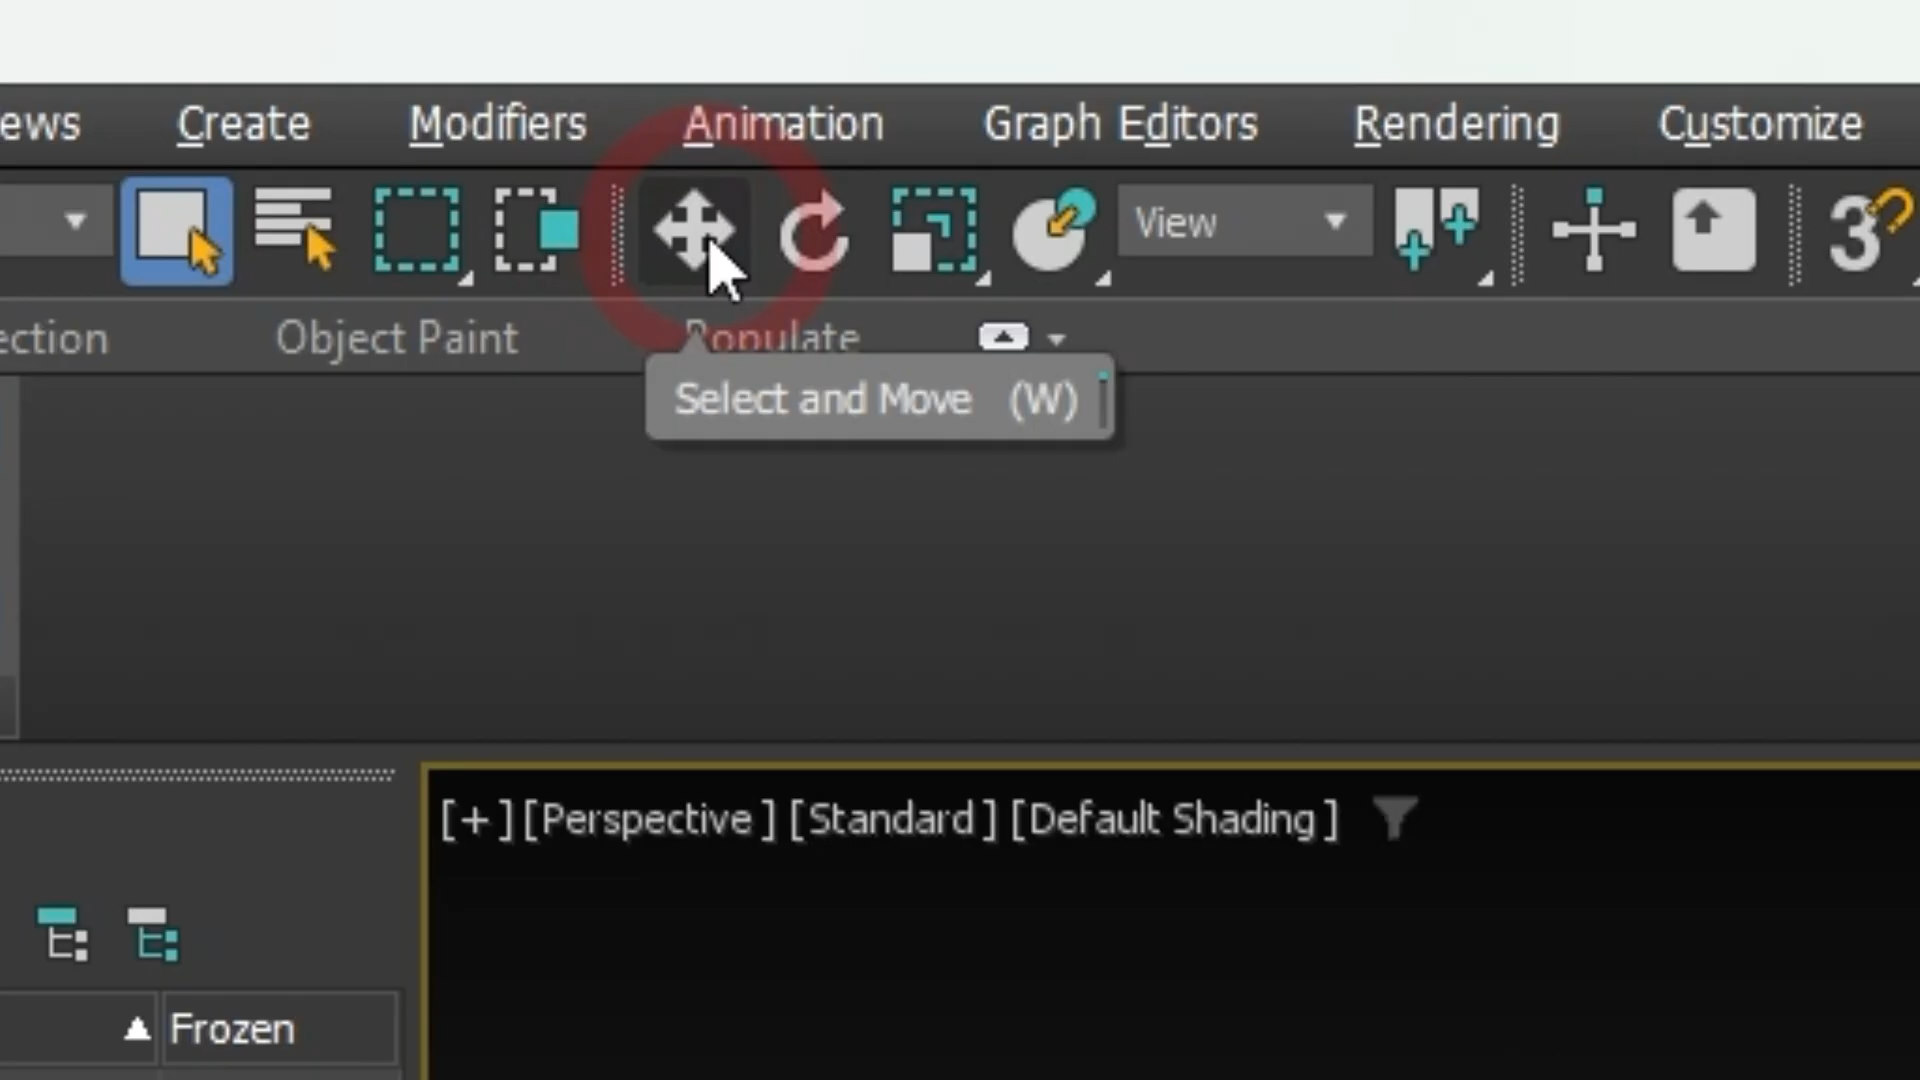 ews Create Modifiers Animation Graph Editors Rendering Customize
View 3
ection Object Paint Populate
Select and Move (W)
[+][Perspective][Standard][Default Shading]
Frozen